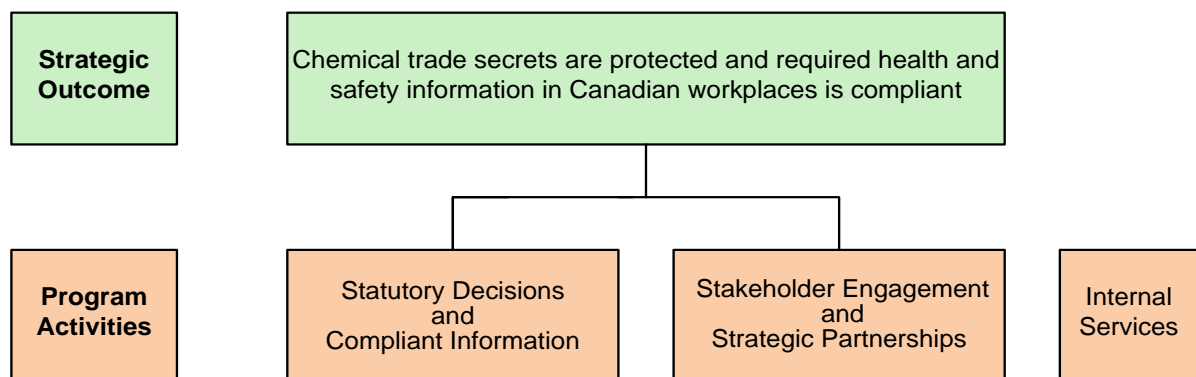 Strategic
Outcome
Chemical trade secrets are protected and required health and
safety information in Canadian workplaces is compliant
Program
Activities
Statutory Decisions
and
Compliant Information
Stakeholder Engagement
and
Strategic Partnerships
Internal
Services